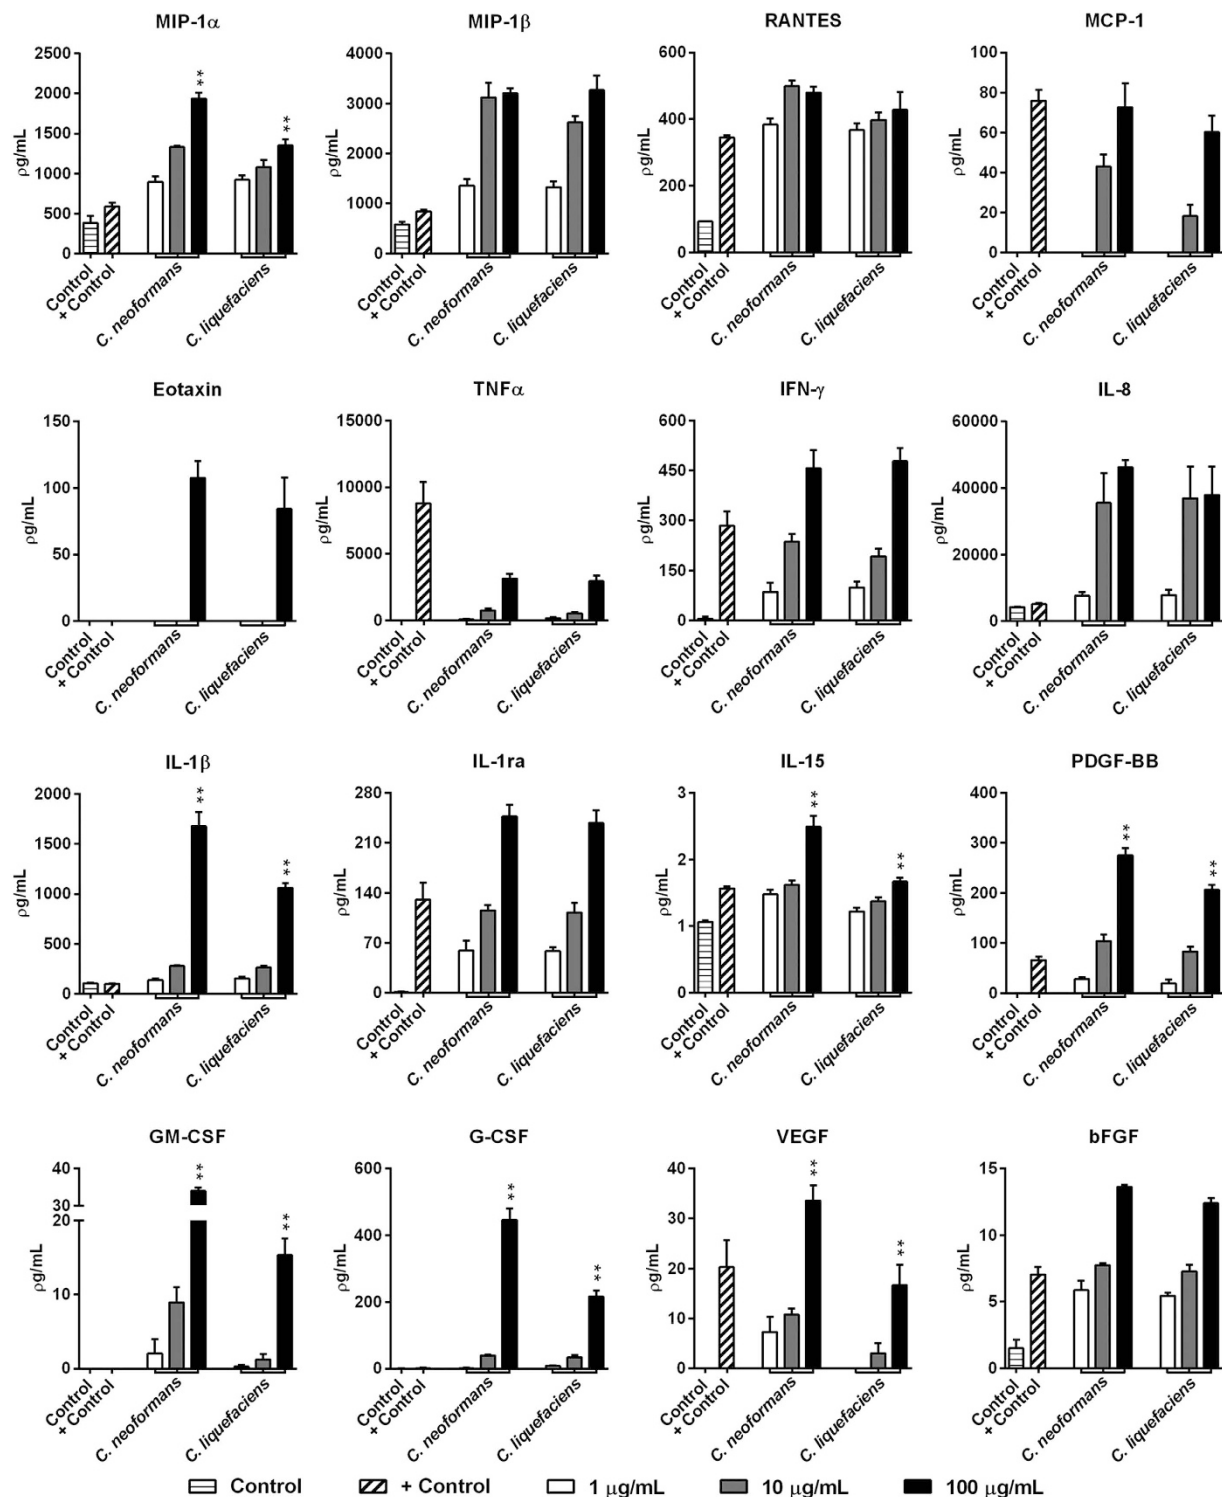 MIP-1α MIP-1β RANTES MCP-1
2500 4000 600 100
2000 3000 400 80
1500 2000 200 60
1000 1000 0 40
500 0 20
0 0
ρg/mL ρg/mL ρg/mL ρg/mL
** **
Control + Control C. neoformans C. liquefaciens
Control + Control C. neoformans C. liquefaciens
Control + Control C. neoformans C. liquefaciens
Control + Control C. neoformans C. liquefaciens
Eotaxin TNFα IFN-γ IL-8
150 15000 600 60000
100 10000 450 40000
50 5000 300 20000
0 0 150 0
0
ρg/mL ρg/mL ρg/mL ρg/mL
Control + Control C. neoformans C. liquefaciens
Control + Control C. neoformans C. liquefaciens
Control + Control C. neoformans C. liquefaciens
Control + Control C. neoformans C. liquefaciens
IL-1β IL-1ra IL-15 PDGF-BB
2000 280 3 400
1500 210 2 300
1000 140 1 200
500 70 0 100
0 0 0
ρg/mL ρg/mL ρg/mL ρg/mL
** ** ** ** ** **
Control + Control C. neoformans C. liquefaciens
Control + Control C. neoformans C. liquefaciens
Control + Control C. neoformans C. liquefaciens
Control + Control C. neoformans C. liquefaciens
GM-CSF G-CSF VEGF bFGF
40 600 40 15
30 400 30 10
20 200 20 5
10 0 10 0
0 0
ρg/mL ρg/mL ρg/mL ρg/mL
** ** ** ** ** **
Control + Control C. neoformans C. liquefaciens
Control + Control C. neoformans C. liquefaciens
Control + Control C. neoformans C. liquefaciens
Control + Control C. neoformans C. liquefaciens
Control + Control 1 μg/mL 10 μg/mL 100 μg/mL